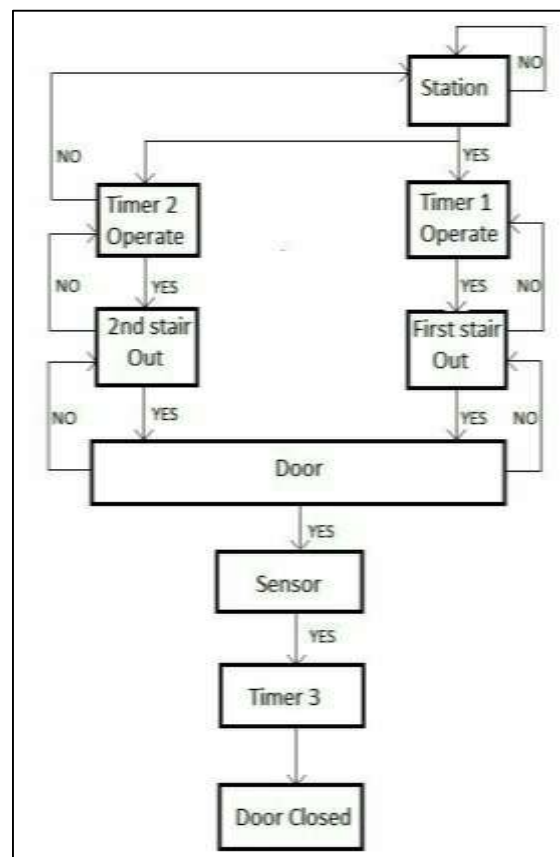 NO
Station
NO
YES
Timer 2
Operate
Timer 1
Operate
NO
YES
YES
NO
2nd stair
Out
First stair
Out
NO
YES
YES
NO
Door
YES
Sensor
YES
Timer 3
Door Closed